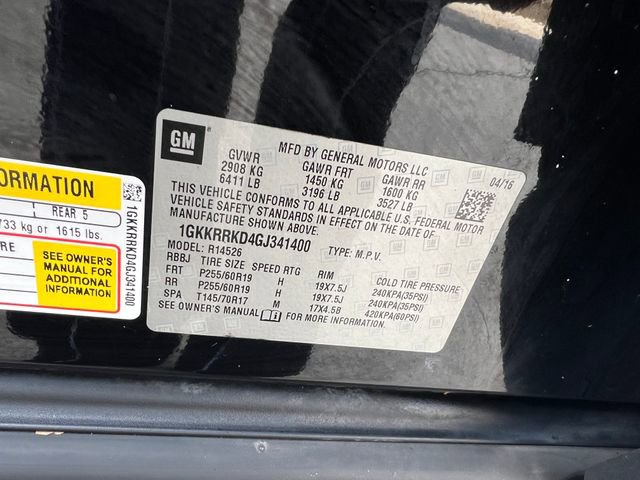 GM
MFD BY GENERAL MOTORS LLC
GVWR GAWR FRT GAWR RR 04/16
2908 KG 1450 KG 1600 KG
6411 LB 3196 LB 3527 LB
THIS VEHICLE CONFORMS TO ALL APPLICABLE U.S. FEDERAL MOTOR
VEHICLE SAFETY STANDARDS IN EFFECT ON THE DATE OF
MANUFACTURE SHOWN ABOVE.
1GKKRRKD4GJ341400 TYPE: M.P.V.
MODEL: R14526
RBBJ TIRE SIZE SPEED RTG RIM COLD TIRE PRESSURE
FRT P255/60R19 H 19X7.5J 240KPA(35PSI)
RR P255/60R19 H 19X7.5J 240KPA(35PSI)
SPA T145/70R17 M 17X4.5B 420KPA(60PSI)
SEE OWNER'S MANUAL FOR MORE INFORMATION.
ORMATION
REAR 5
733 kg or 1615 lbs.
RE
SEE OWNER'S
MANUAL FOR
ADDITIONAL
INFORMATION
1GKKRRKD4GJ341400